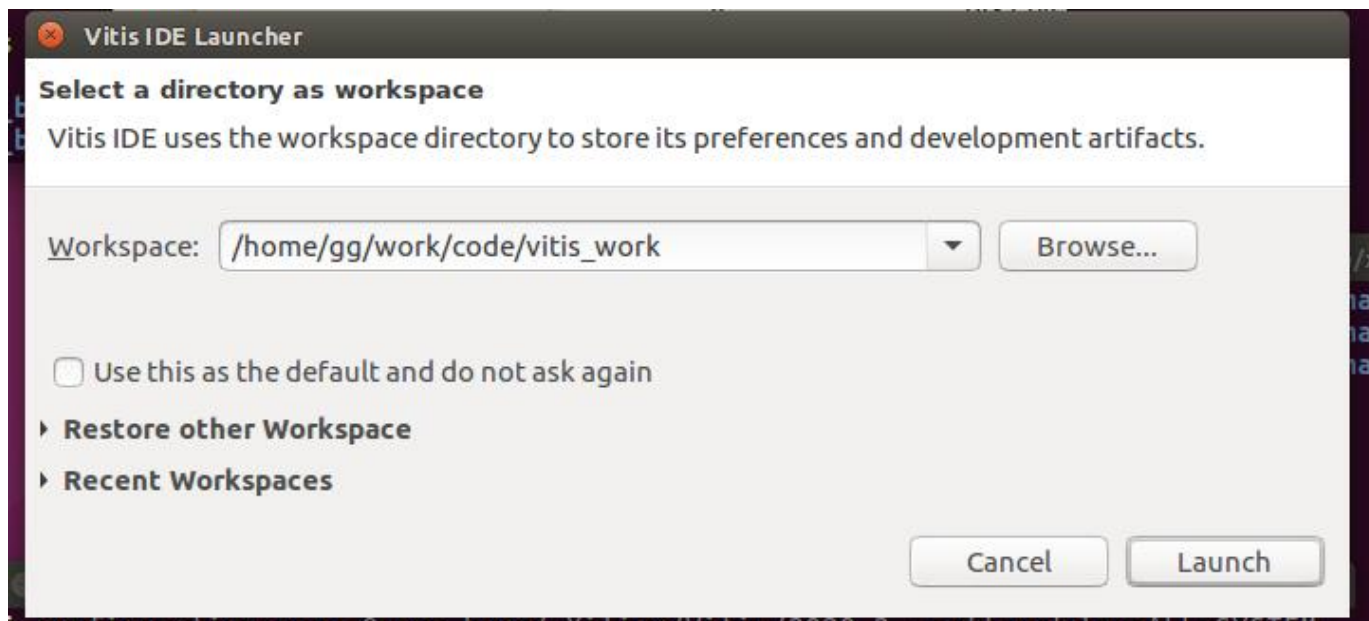 Vitis IDE Launcher
Select a directory as workspace
Vitis IDE uses the workspace directory to store its preferences and development artifacts.
Workspace: /home/gg/work/code/vitis_work Browse...
Use this as the default and do not ask again
Restore other Workspace
Recent Workspaces
Cancel Launch